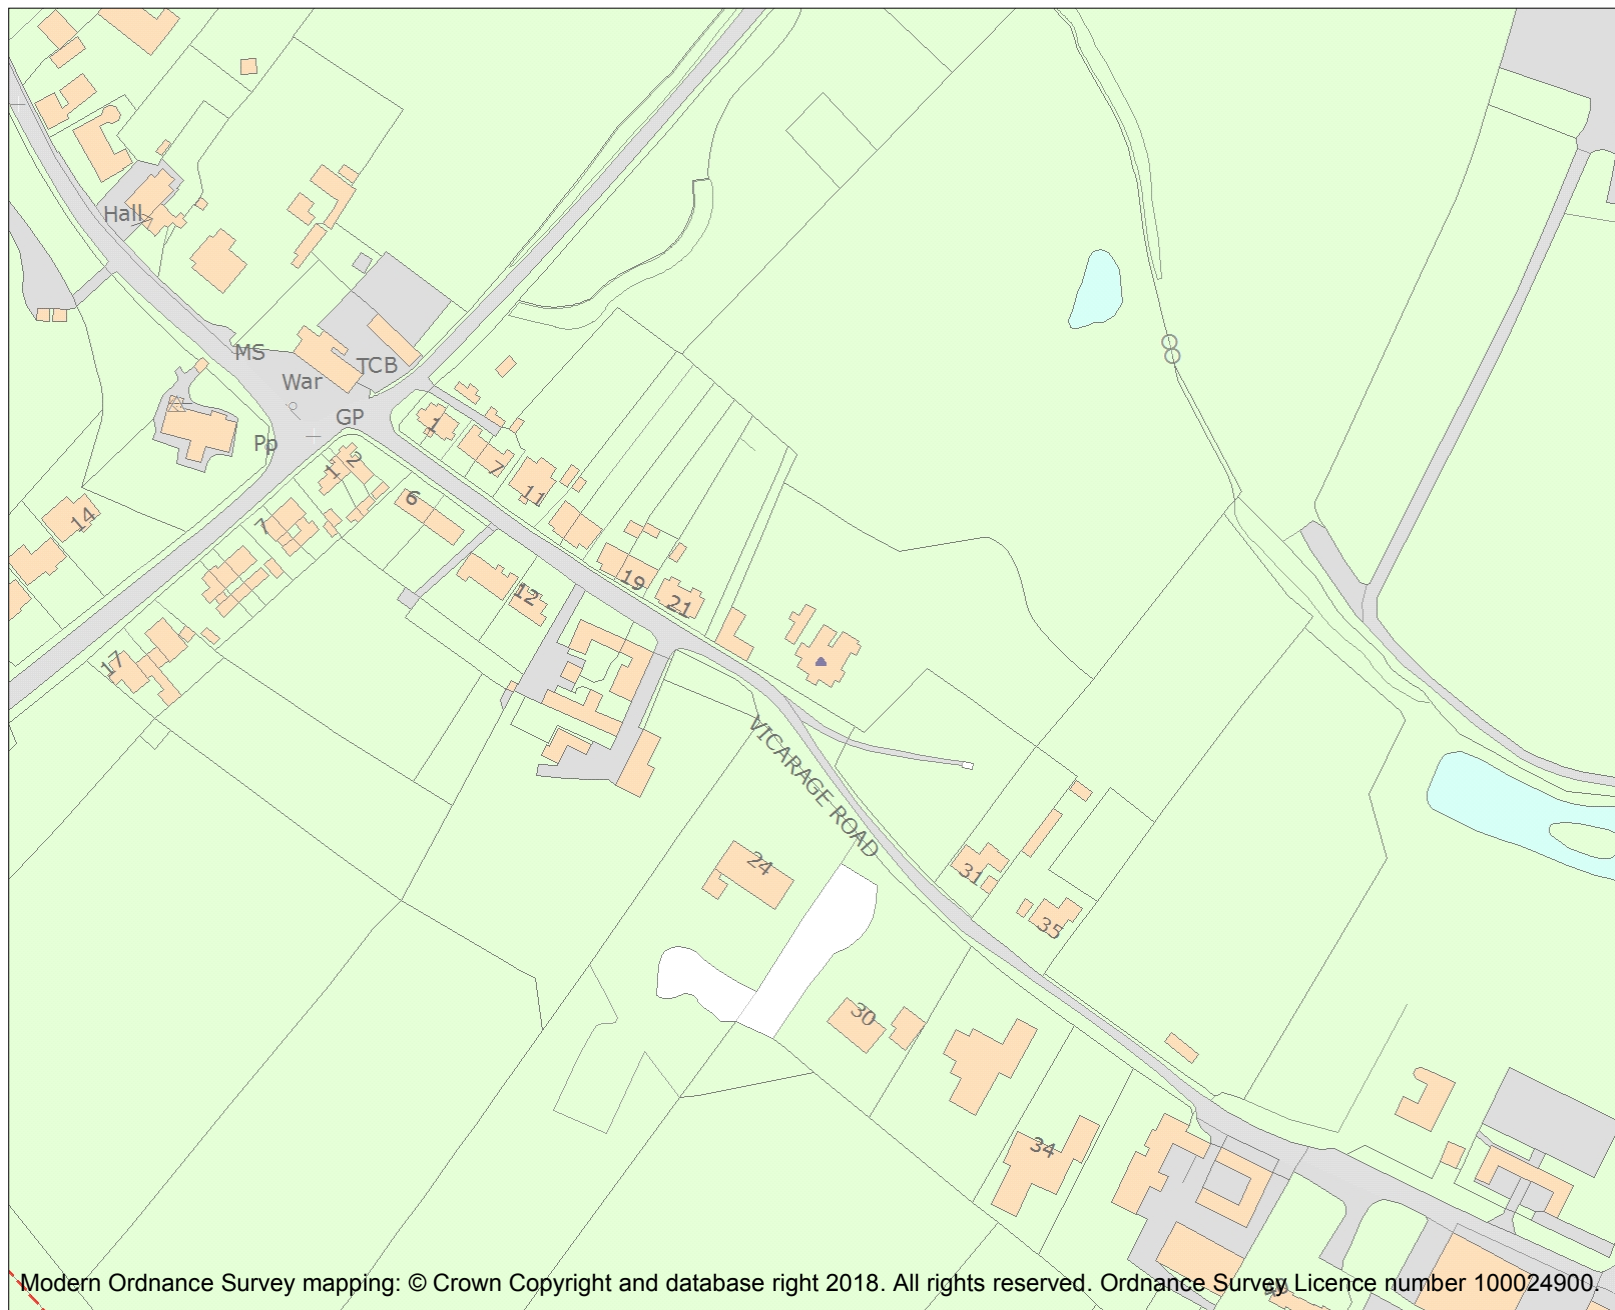 Hall
MS
TCB
War
GP
Pp
1
7
1
2
11
6
14
7
19
12
21
17
VICARAGE ROAD
24
31
35
30
34
Modern Ordnance Survey mapping: © Crown Copyright and database right 2018. All rights reserved. Ordnance Survey Licence number 100024900.